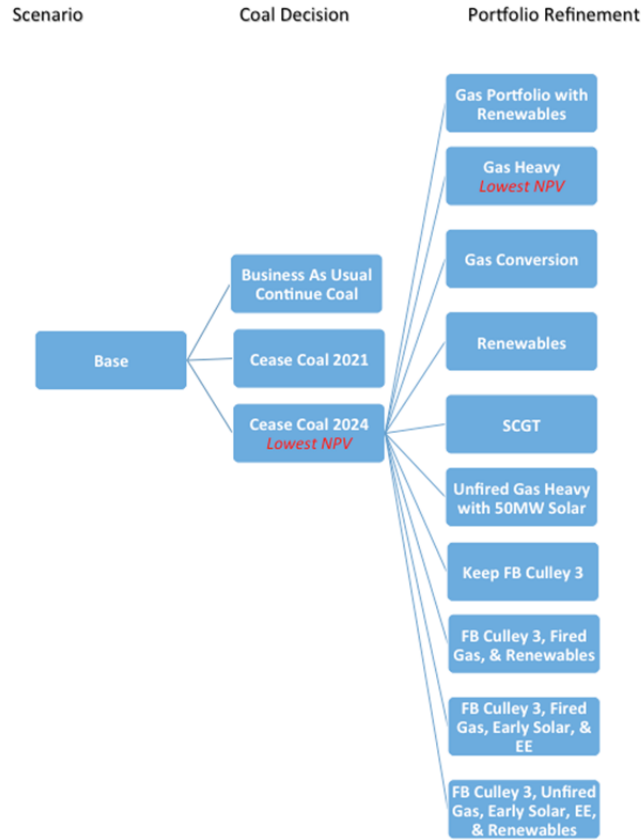 Scenario
Coal Decision
Portfolio Refinement
Base
Business As Usual
Continue Coal
Cease Coal 2021
Cease Coal 2024
Lowest NPV
Gas Portfolio with
Renewables
Gas Heavy
Lowest NPV
Gas Conversion
Renewables
SCGT
Unfired Gas Heavy
with 50MW Solar
Keep FB Culley 3
FB Culley 3, Fired
Gas, & Renewables
FB Culley 3, Fired
Gas, Early Solar, &
EE
FB Culley 3, Unfired
Gas, Early Solar, EE,
& Renewables